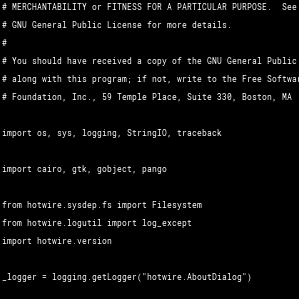 # MERCHANTABILITY or FITNESS FOR A PARTICULAR PURPOSE.  See
# GNU General Public License for more details.
#
# You should have received a copy of the GNU General Public
# along with this program; if not, write to the Free Softwa
# Foundation, Inc., 59 Temple Place, Suite 330, Boston, MA
import os, sys, logging, StringIO, traceback
import cairo, gtk, gobject, pango
from hotwire.sysdep.fs import Filesystem
from hotwire.logutil import log_except
import hotwire.version
_logger = logging.getLogger("hotwire.AboutDialog")